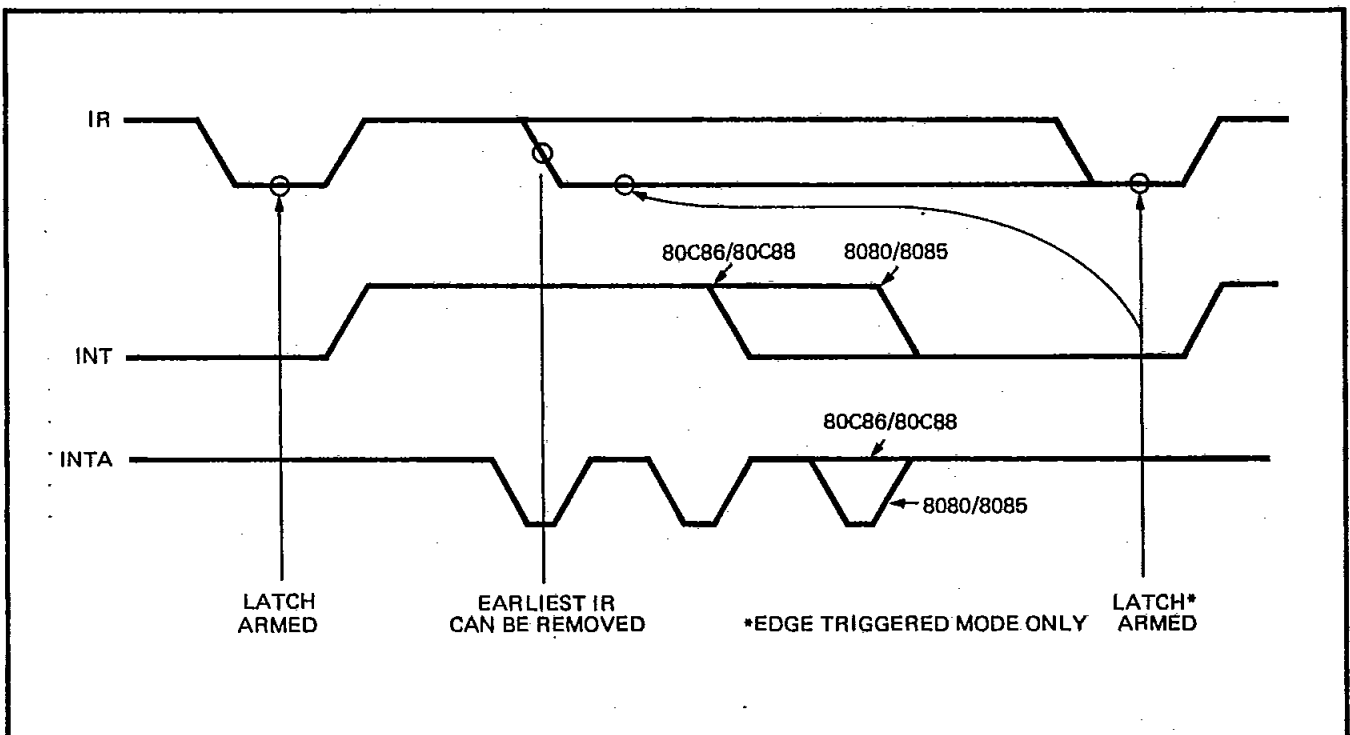 IR
80C86/80C88
8080/8085
INT
80C86/80C88
INTA
8080/8085
LATCH
ARMED
EARLIEST IR
CAN BE REMOVED
*EDGE TRIGGERED MODE ONLY
LATCH*
ARMED